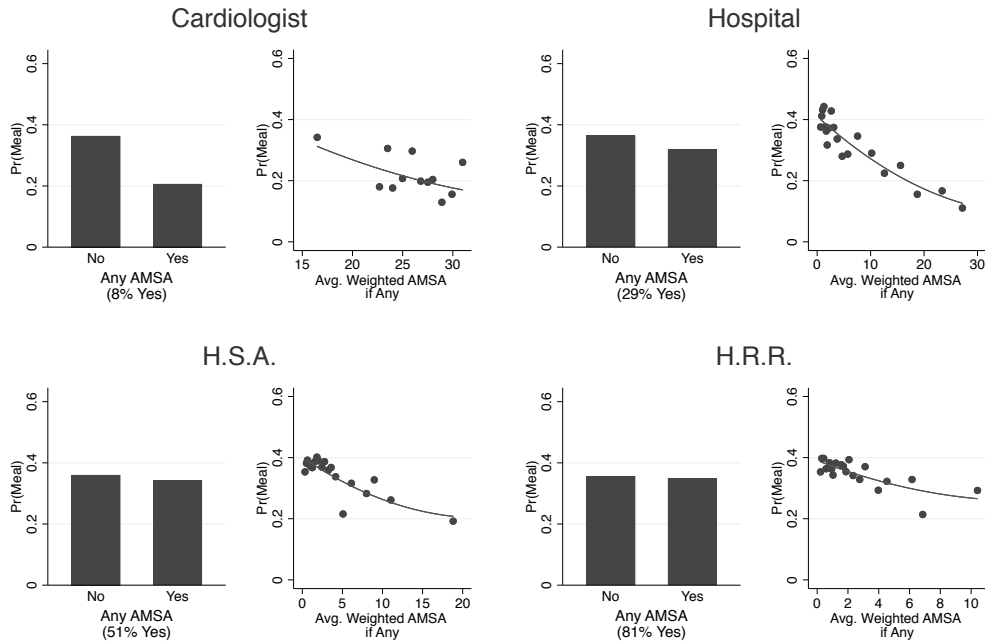 Cardiologist
Pr(Meal)
0 0.2 0.4 0.6
No Yes
Any AMSA
(8% Yes)
Pr(Meal)
0 0.2 0.4 0.6
15 20 25 30
Avg. Weighted AMSA
if Any
Hospital
Pr(Meal)
0 0.2 0.4 0.6
No Yes
Any AMSA
(29% Yes)
Pr(Meal)
0 0.2 0.4 0.6
0 10 20 30
Avg. Weighted AMSA
if Any
H.S.A.
Pr(Meal)
0 0.2 0.4 0.6
No Yes
Any AMSA
(51% Yes)
Pr(Meal)
0 0.2 0.4 0.6
0 5 10 15 20
Avg. Weighted AMSA
if Any
H.R.R.
Pr(Meal)
0 0.2 0.4 0.6
No Yes
Any AMSA
(81% Yes)
Pr(Meal)
0 0.2 0.4 0.6
0 2 4 6 8 10
Avg. Weighted AMSA
if Any